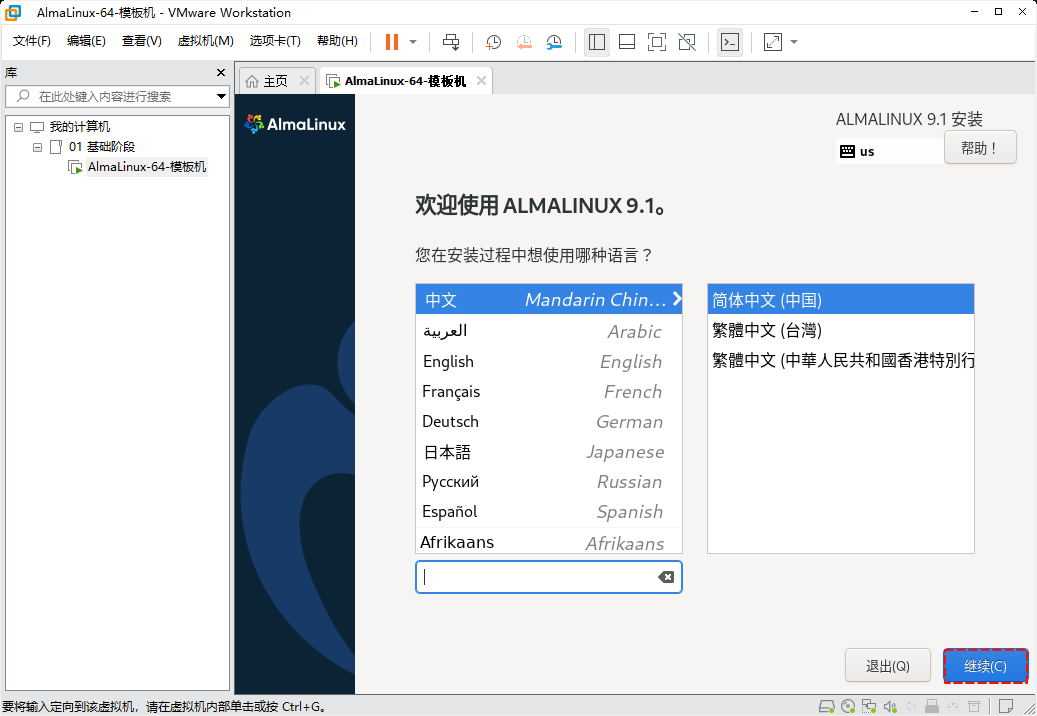 AlmaLinux-64-模板机 - VMware Workstation
文件(F) 编辑(E) 查看(V) 虚拟机(M) 选项卡(T) 帮助(H)
库
在此处键入内容进行搜索
我的计算机
01 基础阶段
AlmaLinux-64-模板机
主页
AlmaLinux-64-模板机
AlmaLinux
ALMALINUX 9.1 安装
us
帮助！
欢迎使用 ALMALINUX 9.1。
您在安装过程中想使用哪种语言？
中文 Mandarin Chin...
العربية Arabic
English English
Français French
Deutsch German
日本語 Japanese
Русский Russian
Español Spanish
Afrikaans Afrikaans
简体中文 (中国)
繁體中文 (台灣)
繁體中文 (中華人民共和國香港特別行
退出(Q)
继续(C)
要将输入定向到该虚拟机，请在虚拟机内部单击或按 Ctrl+G。